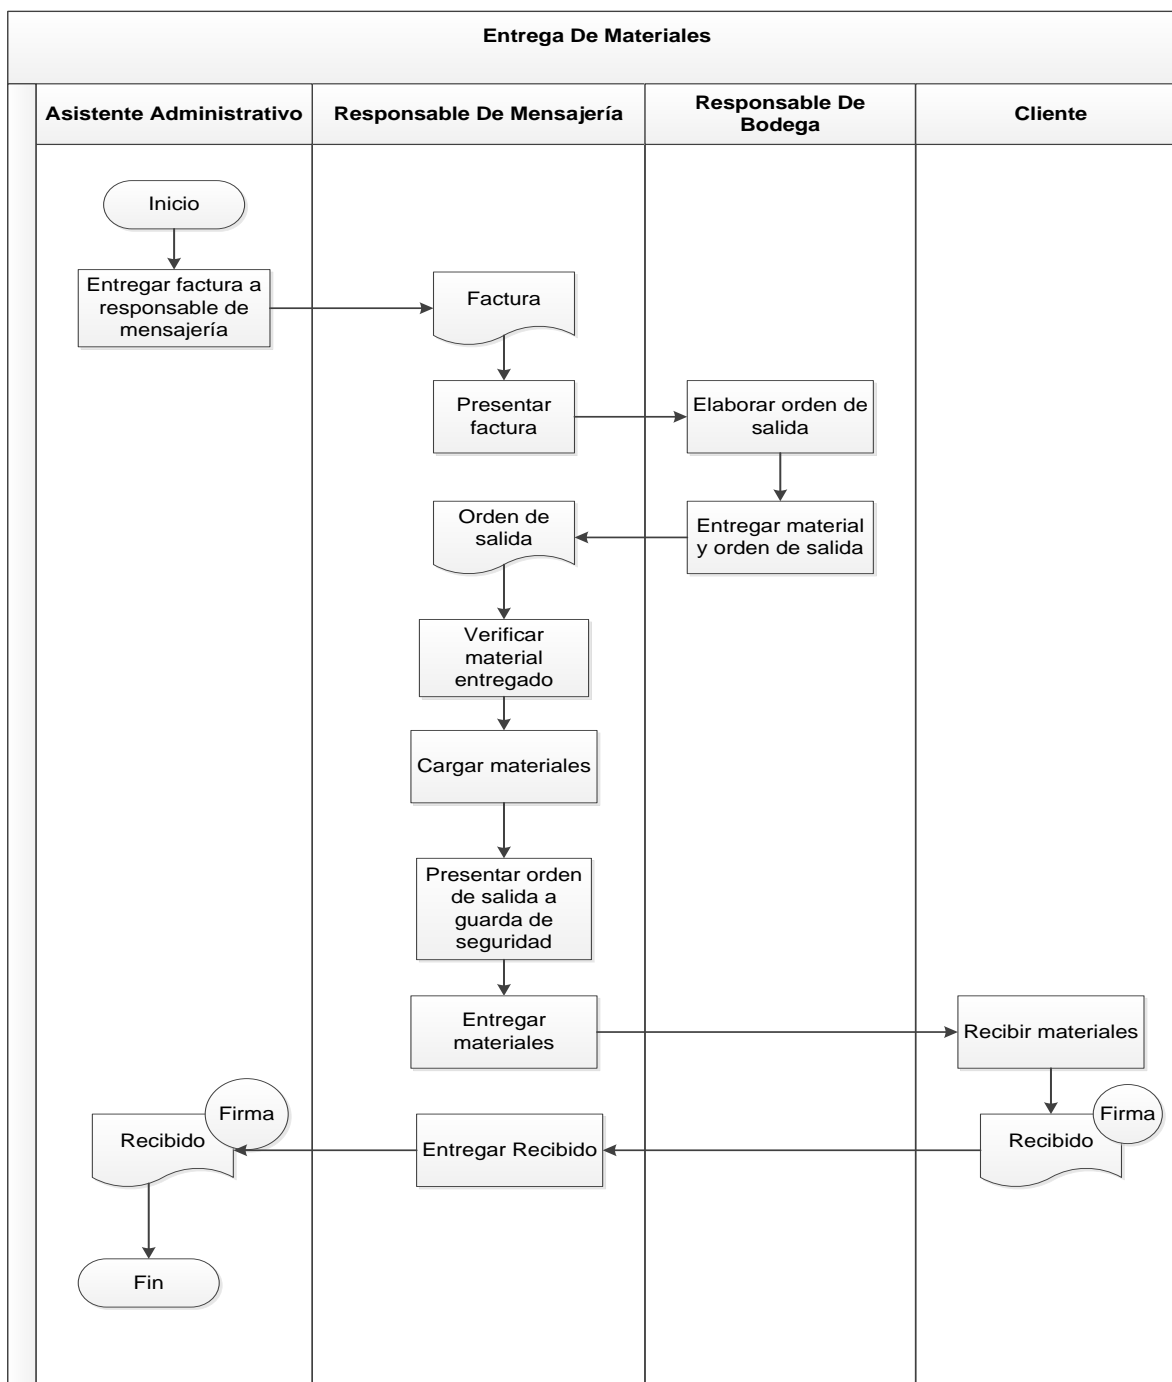 Entrega De Materiales
Asistente Administrativo
Responsable De Mensajería
Responsable De
Bodega
Cliente
Inicio
Entregar factura a
responsable de
mensajería
Factura
Presentar
factura
Elaborar orden de
salida
Orden de
salida
Entregar material
y orden de salida
Verificar
material
entregado
Cargar materiales
Presentar orden
de salida a
guarda de
seguridad
Entregar
materiales
Recibir materiales
Firma
Recibido
Entregar Recibido
Firma
Recibido
Fin